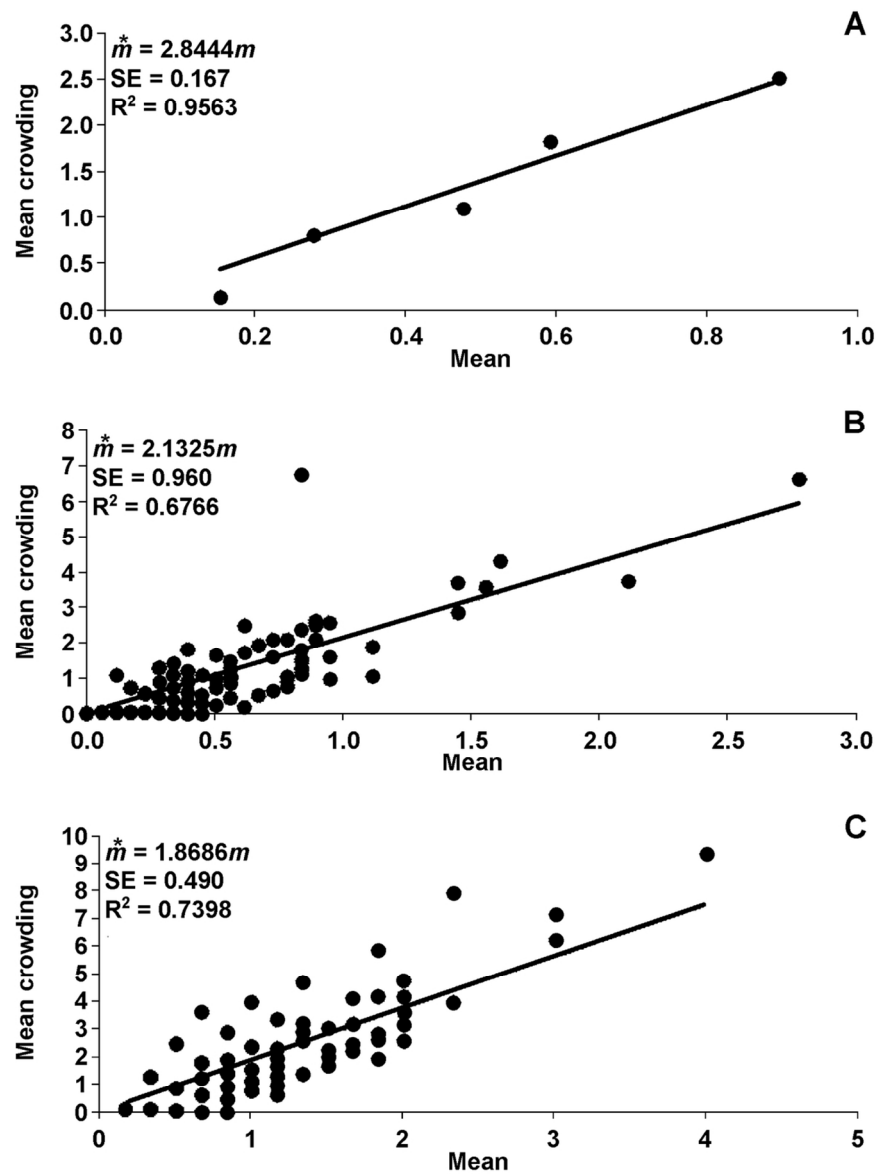 A
m* = 2.8444m
SE = 0.167
R² = 0.9563
Mean crowding
3.0
2.5
2.0
1.5
1.0
0.5
0.0
0.0 0.2 0.4 0.6 0.8 1.0
Mean
B
m* = 2.1325m
SE = 0.960
R² = 0.6766
Mean crowding
8
7
6
5
4
3
2
1
0
0.0 0.5 1.0 1.5 2.0 2.5 3.0
Mean
C
m* = 1.8686m
SE = 0.490
R² = 0.7398
Mean crowding
10
9
8
7
6
5
4
3
2
1
0
0 1 2 3 4 5
Mean